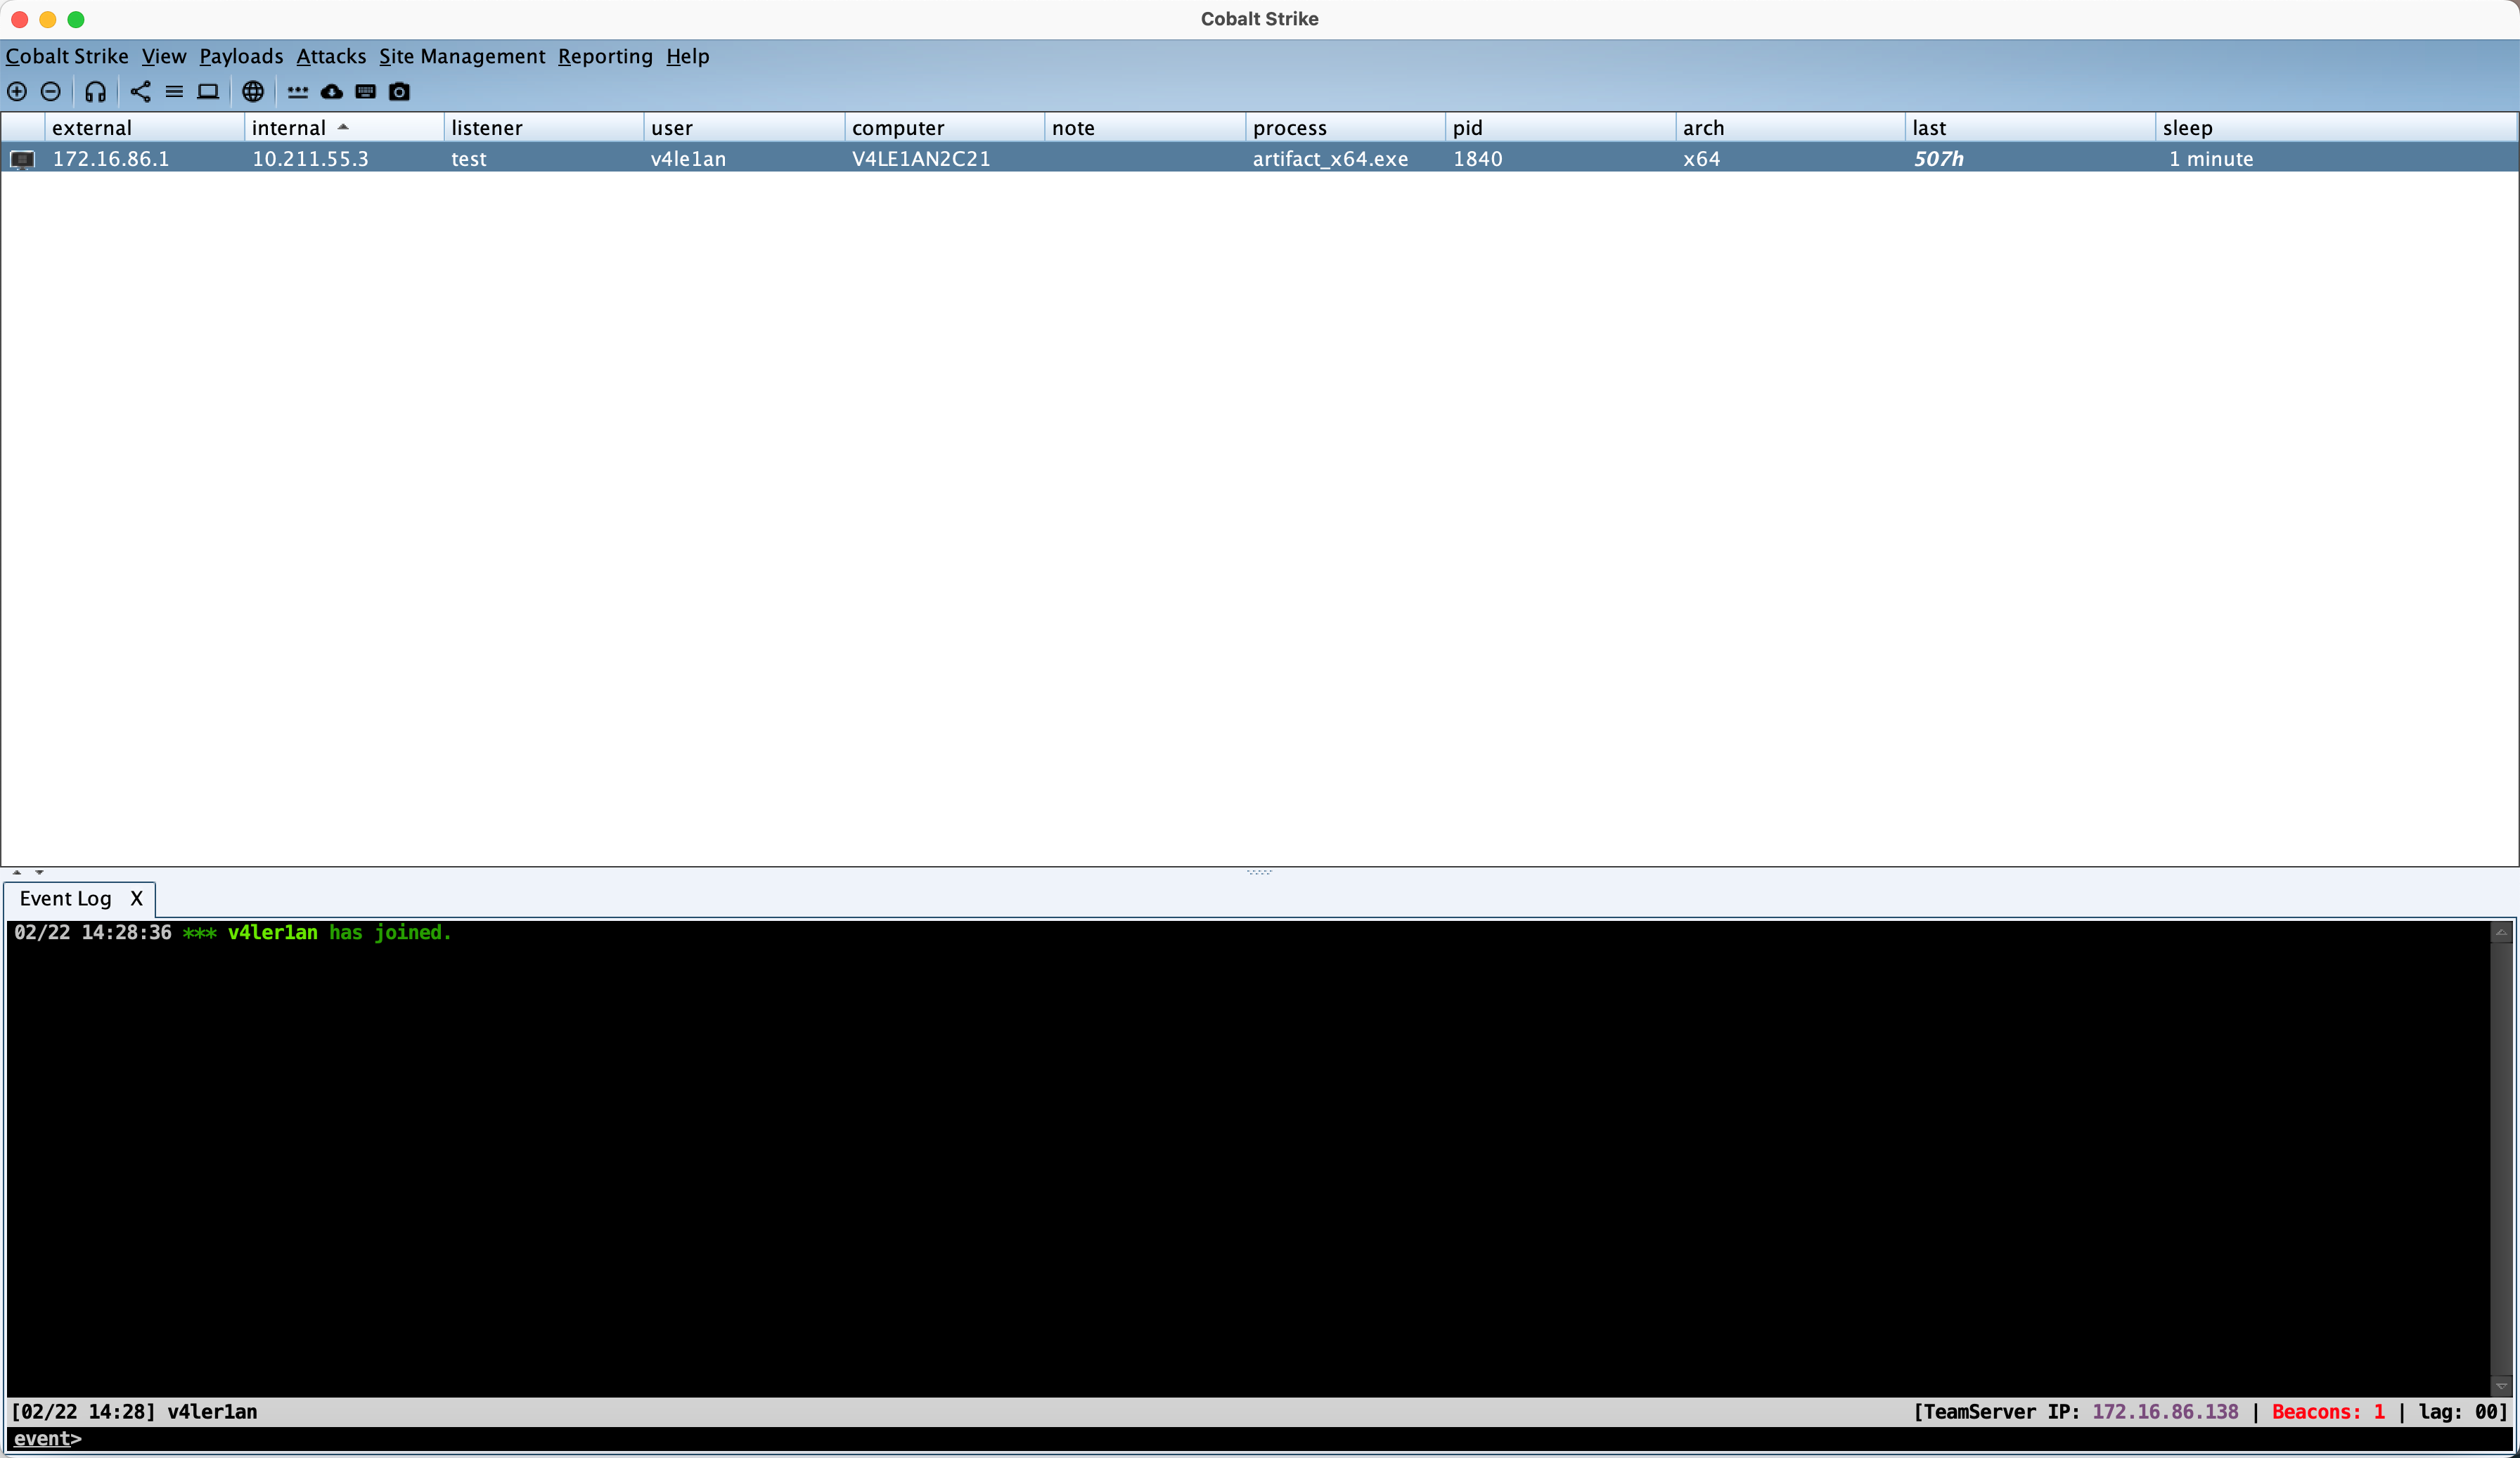 Cobalt Strike
Cobalt Strike View Payloads Attacks Site Management Reporting Help
external internal listener user computer note process pid arch last sleep
172.16.86.1 10.211.55.3 test v4le1an V4LE1AN2C21 artifact_x64.exe 1840 x64 507h 1 minute
Event Log X
02/22 14:28:36 *** v4ler1an has joined.
[02/22 14:28] v4ler1an [TeamServer IP: 172.16.86.138 | Beacons: 1 | lag: 00]
event>